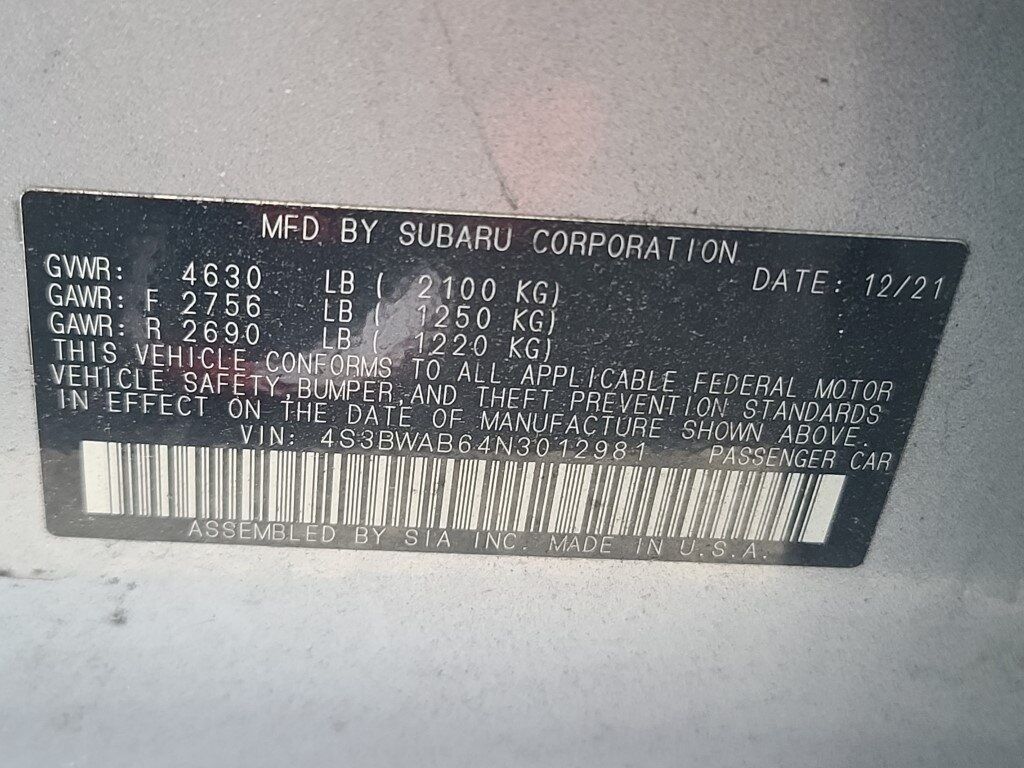 MFD BY SUBARU CORPORATION
GVWR: 4630 LB ( 2100 KG) DATE: 12/21
GAWR: F 2756 LB ( 1250 KG)
GAWR: R 2690 LB ( 1220 KG)
THIS VEHICLE CONFORMS TO ALL APPLICABLE FEDERAL MOTOR
VEHICLE SAFETY, BUMPER, AND THEFT PREVENTION STANDARDS
IN EFFECT ON THE DATE OF MANUFACTURE SHOWN ABOVE.
VIN: 4S3BWAB64N3012981 PASSENGER CAR
ASSEMBLED BY SIA INC. MADE IN U.S.A.